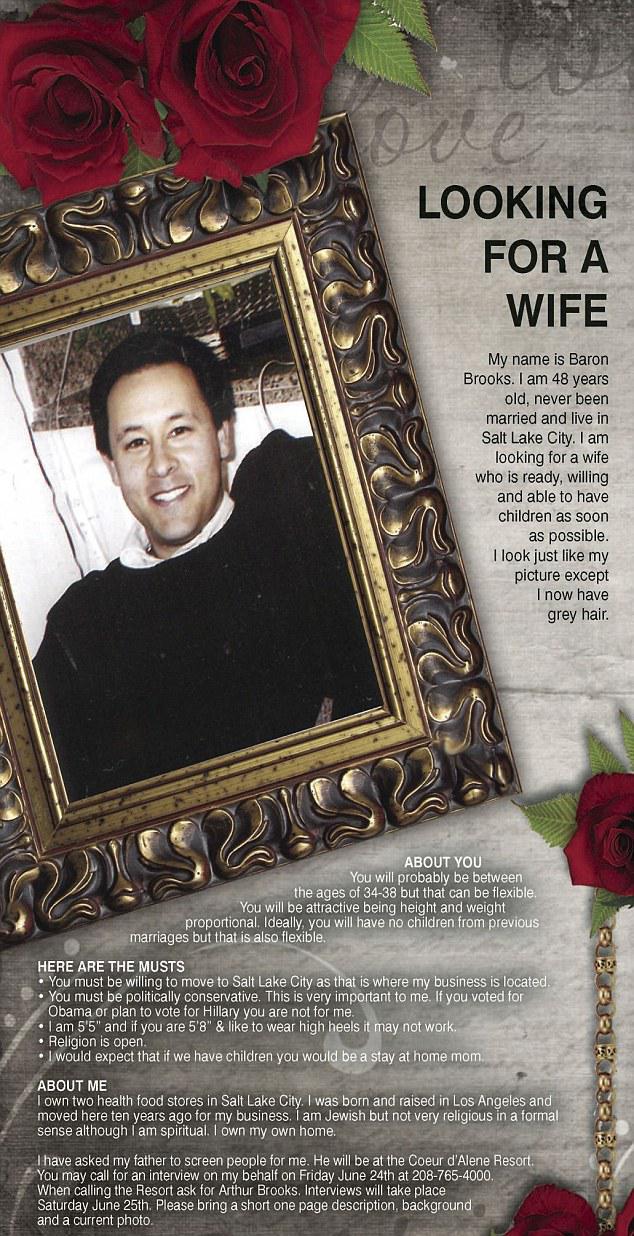 love
LOOKING
FOR A
WIFE
My name is Baron
Brooks. I am 48 years
old, never been
married and live in
Salt Lake City. I am
looking for a wife
who is ready, willing
and able to have
children as soon
as possible.
I look just like my
picture except
I now have
grey hair.
ABOUT YOU
You will probably be between
the ages of 34-38 but that can be flexible.
You will be attractive being height and weight
proportional. Ideally, you will have no children from previous
marriages but that is also flexible.
HERE ARE THE MUSTS
• You must be willing to move to Salt Lake City as that is where my business is located.
• You must be politically conservative. This is very important to me. If you voted for
Obama or plan to vote for Hillary you are not for me.
• I am 5'5" and if you are 5'8" & like to wear high heels it may not work.
• Religion is open.
• I would expect that if we have children you would be a stay at home mom.
ABOUT ME
I own two health food stores in Salt Lake City. I was born and raised in Los Angeles and
moved here ten years ago for my business. I am Jewish but not very religious in a formal
sense although I am spiritual. I own my own home.
I have asked my father to screen people for me. He will be at the Coeur d'Alene Resort.
You may call for an interview on my behalf on Friday June 24th at 208-765-4000.
When calling the Resort ask for Arthur Brooks. Interviews will take place
Saturday June 25th. Please bring a short one page description, background
and a current photo.